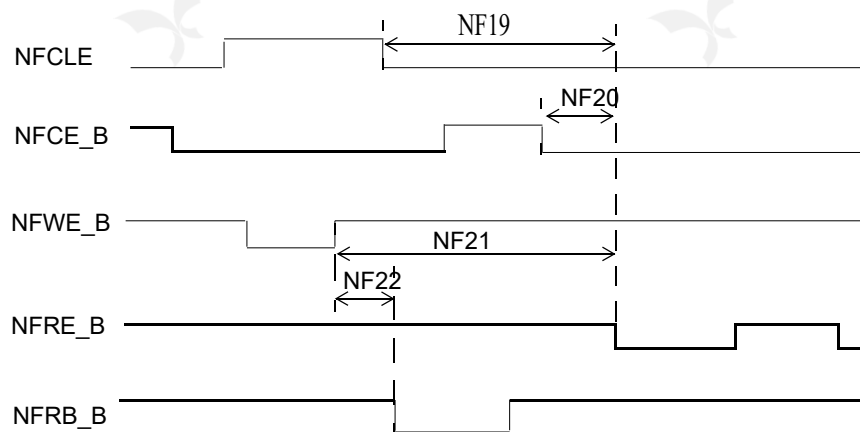 NF19
NFCLE
NF20
NFCE_B
NFWE_B
NF21
NF22
NFRE_B
NFRB_B